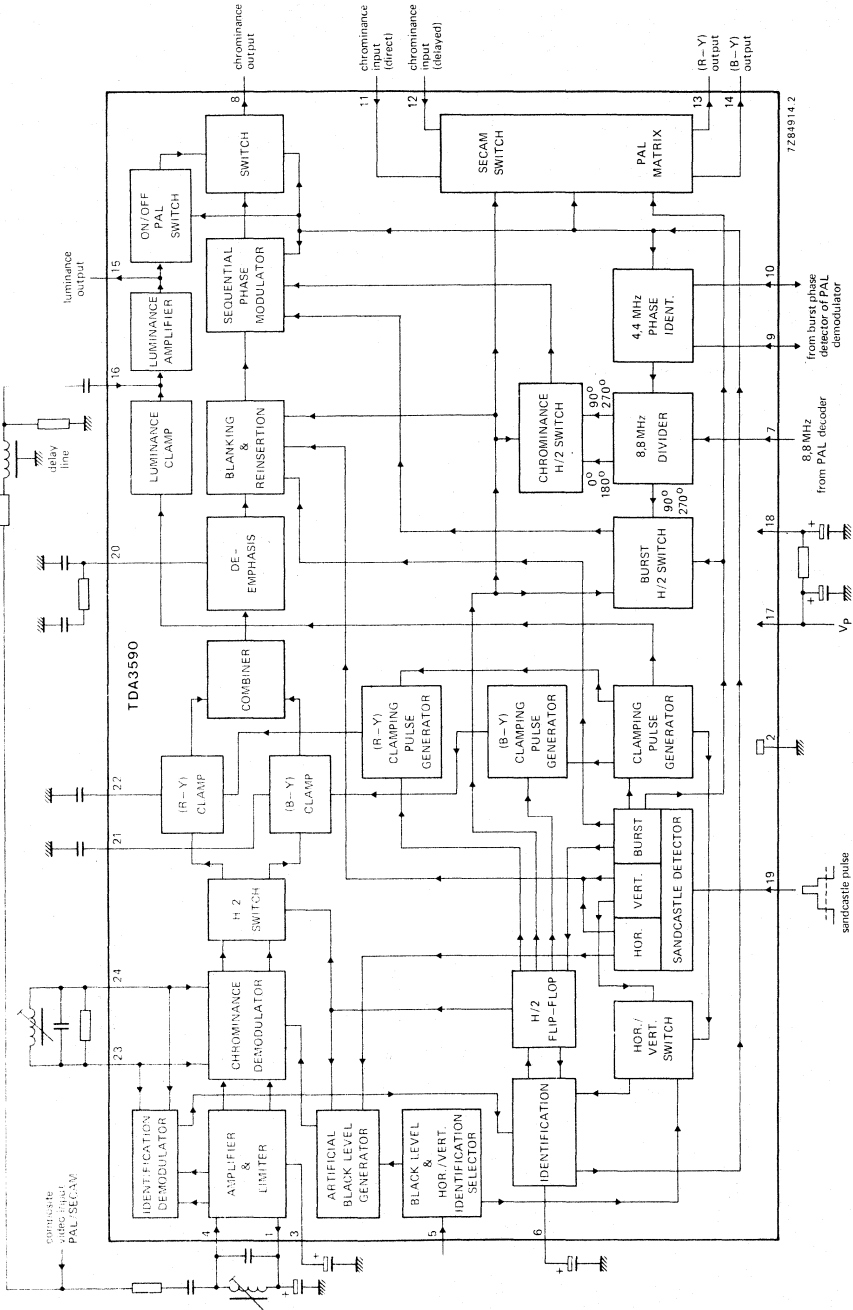 chrominance
output
chrominance
input
(direct)
chrominance
input
(delayed)
(R−Y)
output
(B−Y)
output
8
11
12
13
14
7Z84914.2
SWITCH
SECAM
SWITCH
PAL
MATRIX
ON/OFF
PAL
SWITCH
luminance
output
15
LUMINANCE
AMPLIFIER
SEQUENTIAL
PHASE
MODULATOR
4,4 MHz
PHASE
IDENT.
10
9
from burst phase
detector of PAL
demodulator
16
LUMINANCE
CLAMP
BLANKING
&
REINSERTION
CHROMINANCE
H/2 SWITCH
90°
270°
0°
180°
8,8 MHz
DIVIDER
7
8,8 MHz
from PAL decoder
delay
line
20
DE-
EMPHASIS
90°
270°
BURST
H/2 SWITCH
18
+
+
17
VP
TDA3590
COMBINER
(R−Y)
CLAMPING
PULSE
GENERATOR
(B−Y)
CLAMPING
PULSE
GENERATOR
CLAMPING
PULSE
GENERATOR
2
22
21
(R−Y)
CLAMP
(B−Y)
CLAMP
H 2
SWITCH
BURST
VERT.
HOR.
SANDCASTLE DETECTOR
19
sandcastle pulse
24
23
CHROMINANCE
DEMODULATOR
H/2
FLIP-FLOP
HOR./
VERT.
SWITCH
IDENTIFICATION
DEMODULATOR
AMPLIFIER
&
LIMITER
ARTIFICIAL
BLACK LEVEL
GENERATOR
BLACK LEVEL
&
HOR./VERT.
IDENTIFICATION
SELECTOR
IDENTIFICATION
composite
video input
PAL/SECAM
4
1
3
5
6
+
+
+